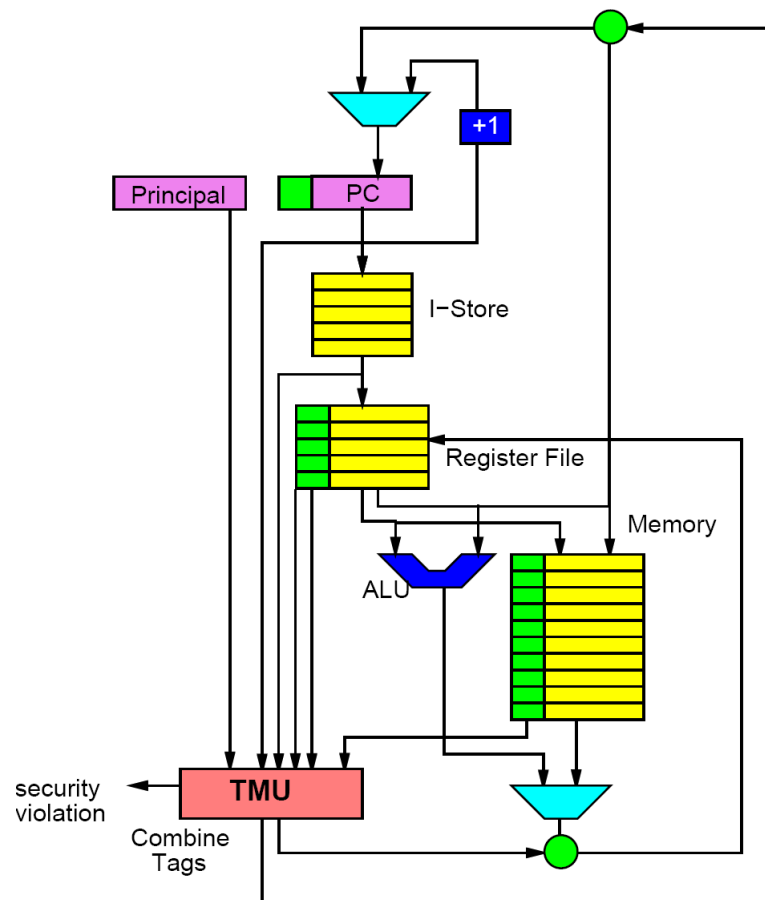 +1
Principal
PC
I−Store
Register File
Memory
ALU
TMU
security
violation
Combine
Tags